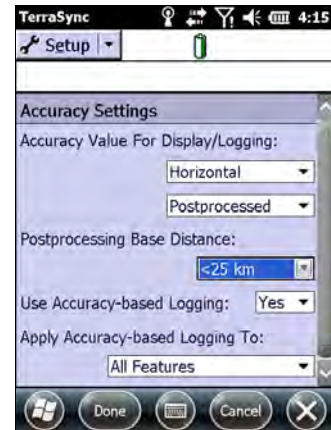 TerraSync 4:15
Setup
Accuracy Settings
Accuracy Value For Display/Logging:
Horizontal
Postprocessed
Postprocessing Base Distance:
<25 km
Use Accuracy-based Logging: Yes
Apply Accuracy-based Logging To:
All Features
Done Cancel